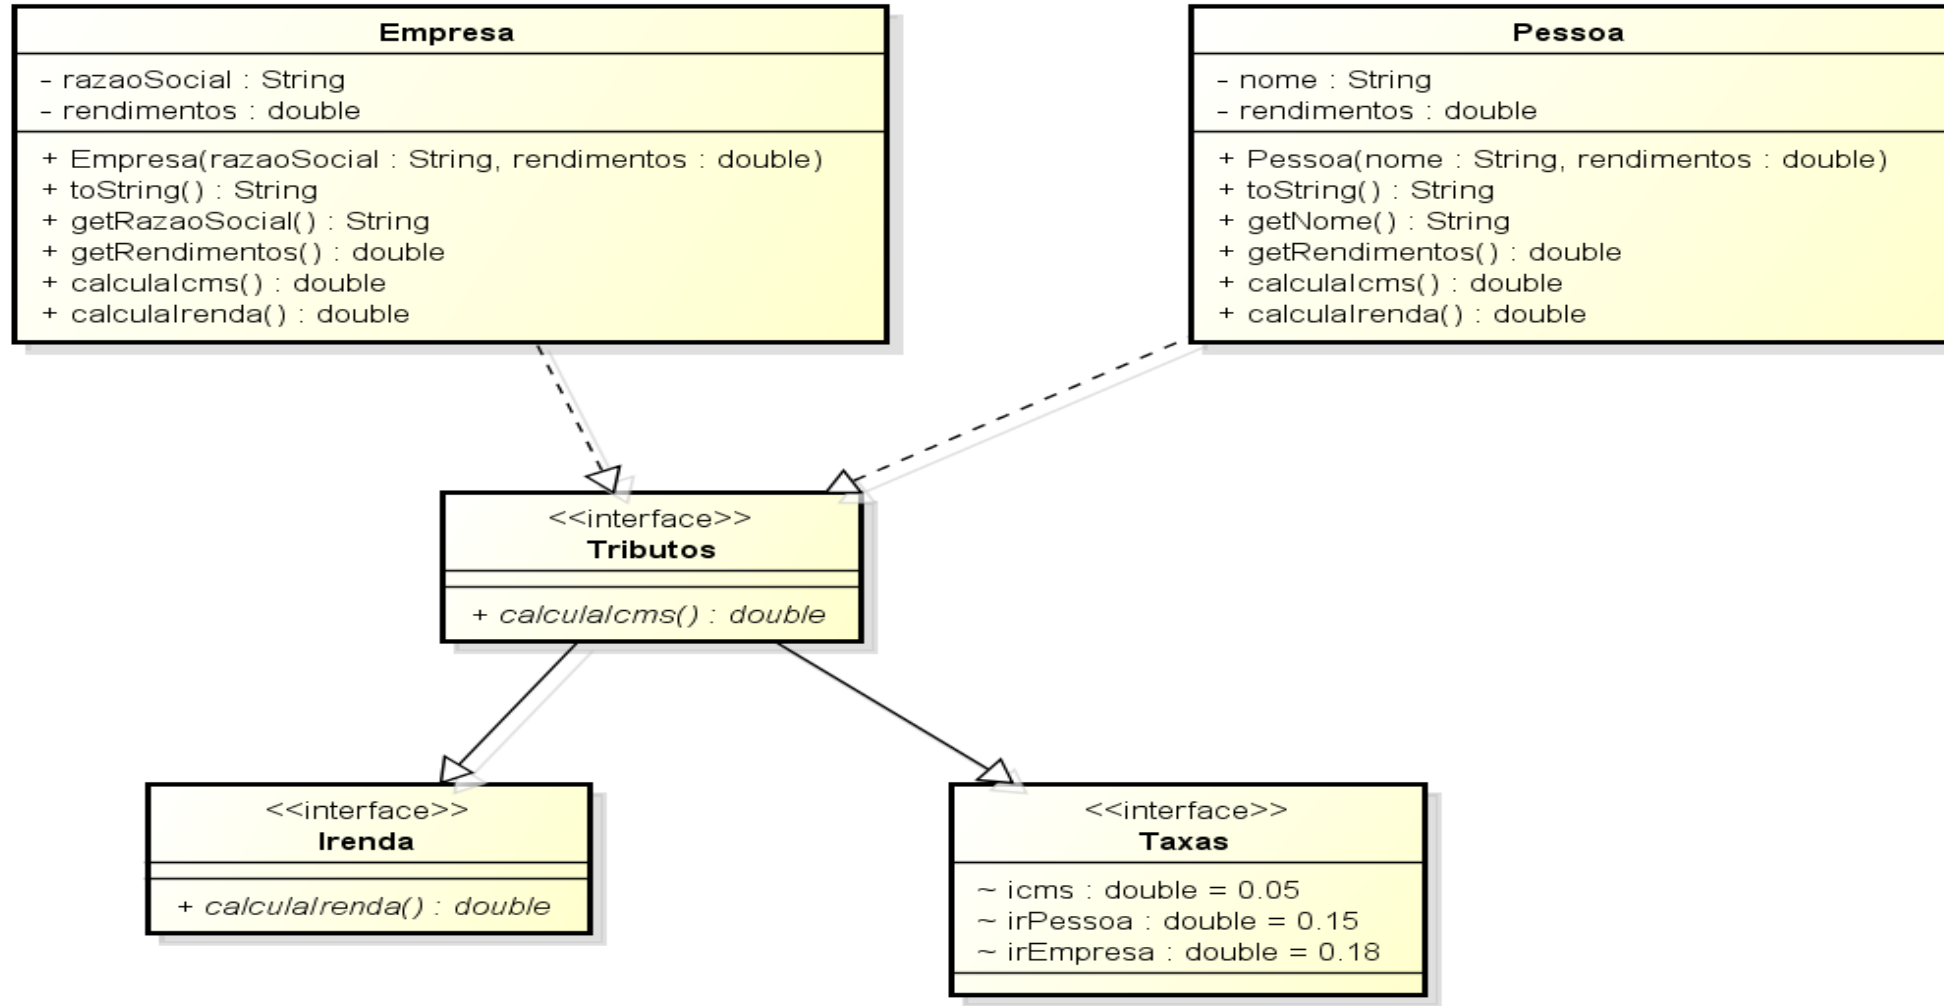 Empresa
- razaoSocial : String
- rendimentos : double
+ Empresa(razaoSocial : String, rendimentos : double)
+ toString() : String
+ getRazaoSocial() : String
+ getRendimentos() : double
+ calculaIcms() : double
+ calculaIrenda() : double
Pessoa
- nome : String
- rendimentos : double
+ Pessoa(nome : String, rendimentos : double)
+ toString() : String
+ getNome() : String
+ getRendimentos() : double
+ calculaIcms() : double
+ calculaIrenda() : double
<<interface>>
Tributos
+ calculaIcms() : double
<<interface>>
Irenda
+ calculaIrenda() : double
<<interface>>
Taxas
~ icms : double = 0.05
~ irPessoa : double = 0.15
~ irEmpresa : double = 0.18